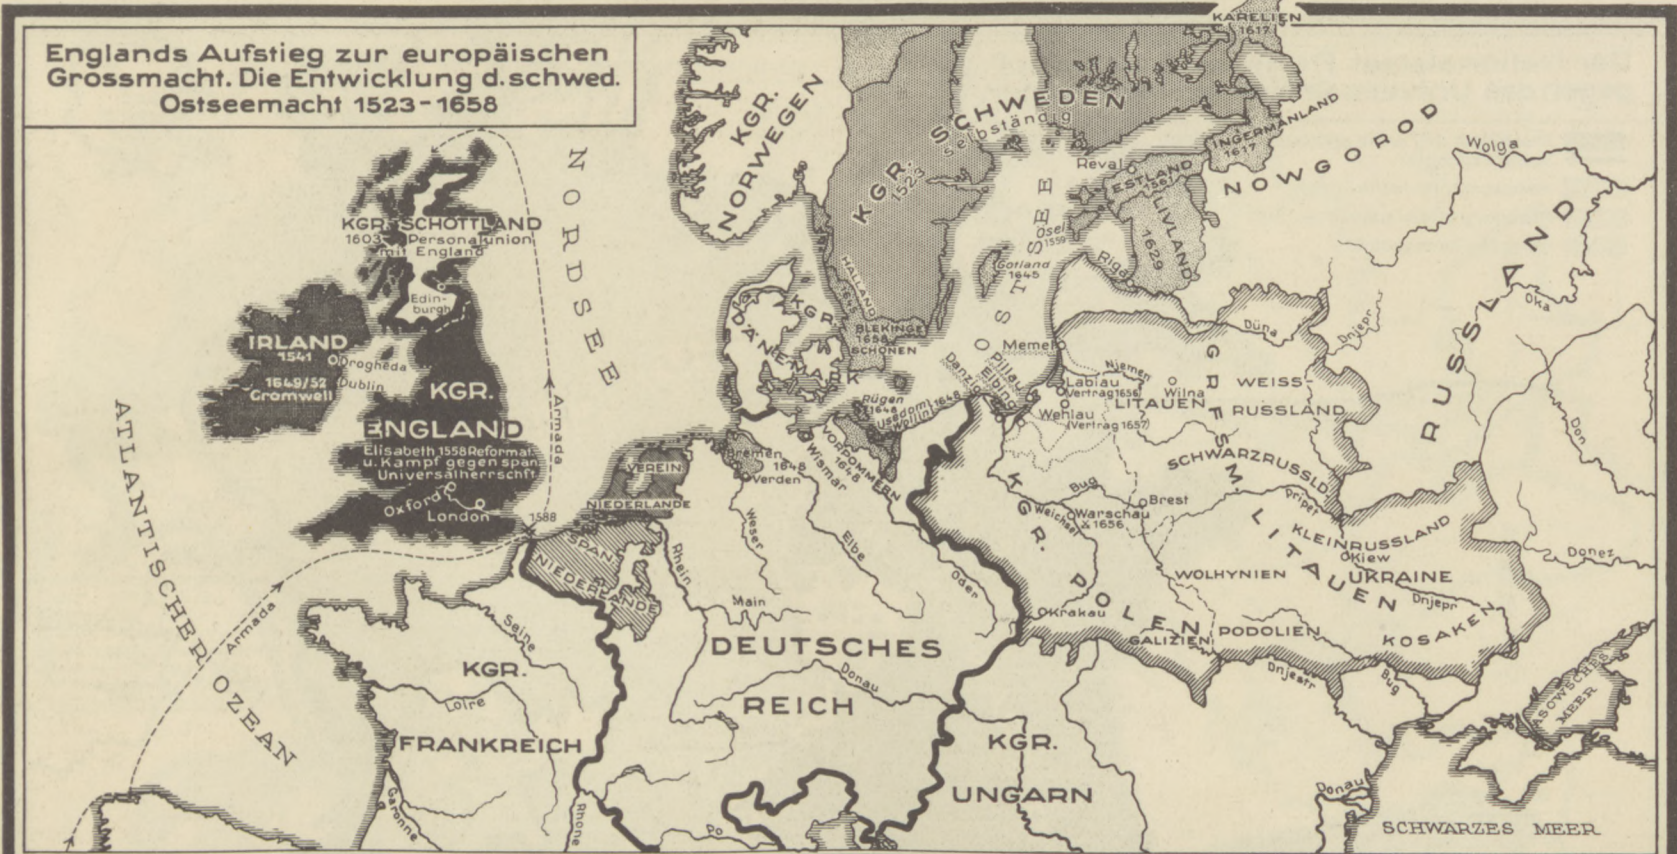 Englands Aufstieg zur europäischen
Grossmacht. Die Entwicklung d. schwed.
Ostseemacht 1523-1658
KARELIEN
1617
KGR.
NORWEGEN
KGR. SCHWEDEN
1523 selbständig
INGERMANLAND
1617
Reval
ESTLAND
1561
LIVLAND
1629
Ösel
1559
Riga
NOWGOROD
Wolga
RUSSLAND
Oka
Dnjepr
Düna
Don
Donez
NORDSEE
OSTSEE
Gotland
1645
HALLAND
1645
BLEKINGE
1658
SCHONEN
KGR.
DÄNEMARK
KGR. SCHOTTLAND
1603 Personalunion
mit England
Edin-
burgh
IRLAND
1541
Drogheda
1649/52
Cromwell
Dublin
KGR.
ENGLAND
Elisabeth 1558 Reformat.
u. Kampf gegen span.
Universalherrschft
Oxford
London
1588
Armada
Armada
ATLANTISCHER OZEAN
VEREIN.
NIEDERLANDE
SPAN.
NIEDERLANDE
Bremen
1648
Verden
Wismar
1648
VORPOMMERN
Rügen
1648
Usedom
Wollin 1648
Danzig
Elbing
Pillau
Memel
Labiau
(Vertrag 1656)
Wehlau
(Vertrag 1657)
Njemen
Wilna
LITAUEN
WEISS-
RUSSLAND
SCHWARZRUSSLD.
GRFSM. LITAUEN
Pripet
KLEINRUSSLAND
Kiew
UKRAINE
Dnjepr
KOSAKEN
WOLHYNIEN
PODOLIEN
GALIZIEN
Bug
Brest
Weichsel
Warschau
1656
KGR. POLEN
Krakau
Dnjestr
Bug
Weser
Elbe
Oder
Rhein
Main
DEUTSCHES
REICH
Donau
Seine
KGR.
FRANKREICH
Loire
Garonne
Rhone
Po
KGR.
UNGARN
Donau
ASOWSCHES
MEER
SCHWARZES MEER